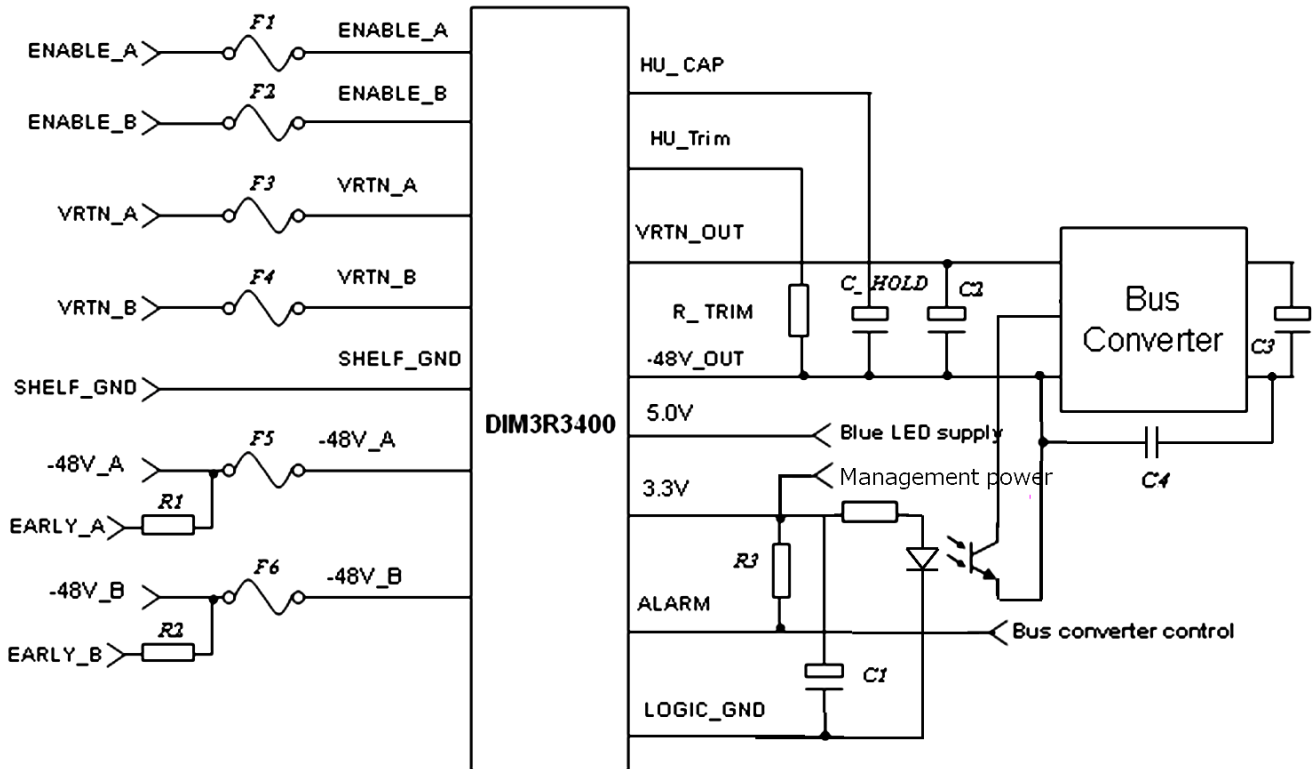 ENABLE_A
F1
ENABLE_A
ENABLE_B
F2
ENABLE_B
VRTN_A
F3
VRTN_A
VRTN_B
F4
VRTN_B
SHELF_GND
SHELF_GND
-48V_A
F5
-48V_A
EARLY_A
R1
-48V_B
F6
-48V_B
EARLY_B
R2
DIM3R3400
HU_CAP
HU_Trim
VRTN_OUT
R_TRIM
C_HOLD
C2
-48V_OUT
5.0V
Blue LED supply
Management power
3.3V
R3
ALARM
Bus converter control
C1
LOGIC_GND
Bus
Converter
C3
C4